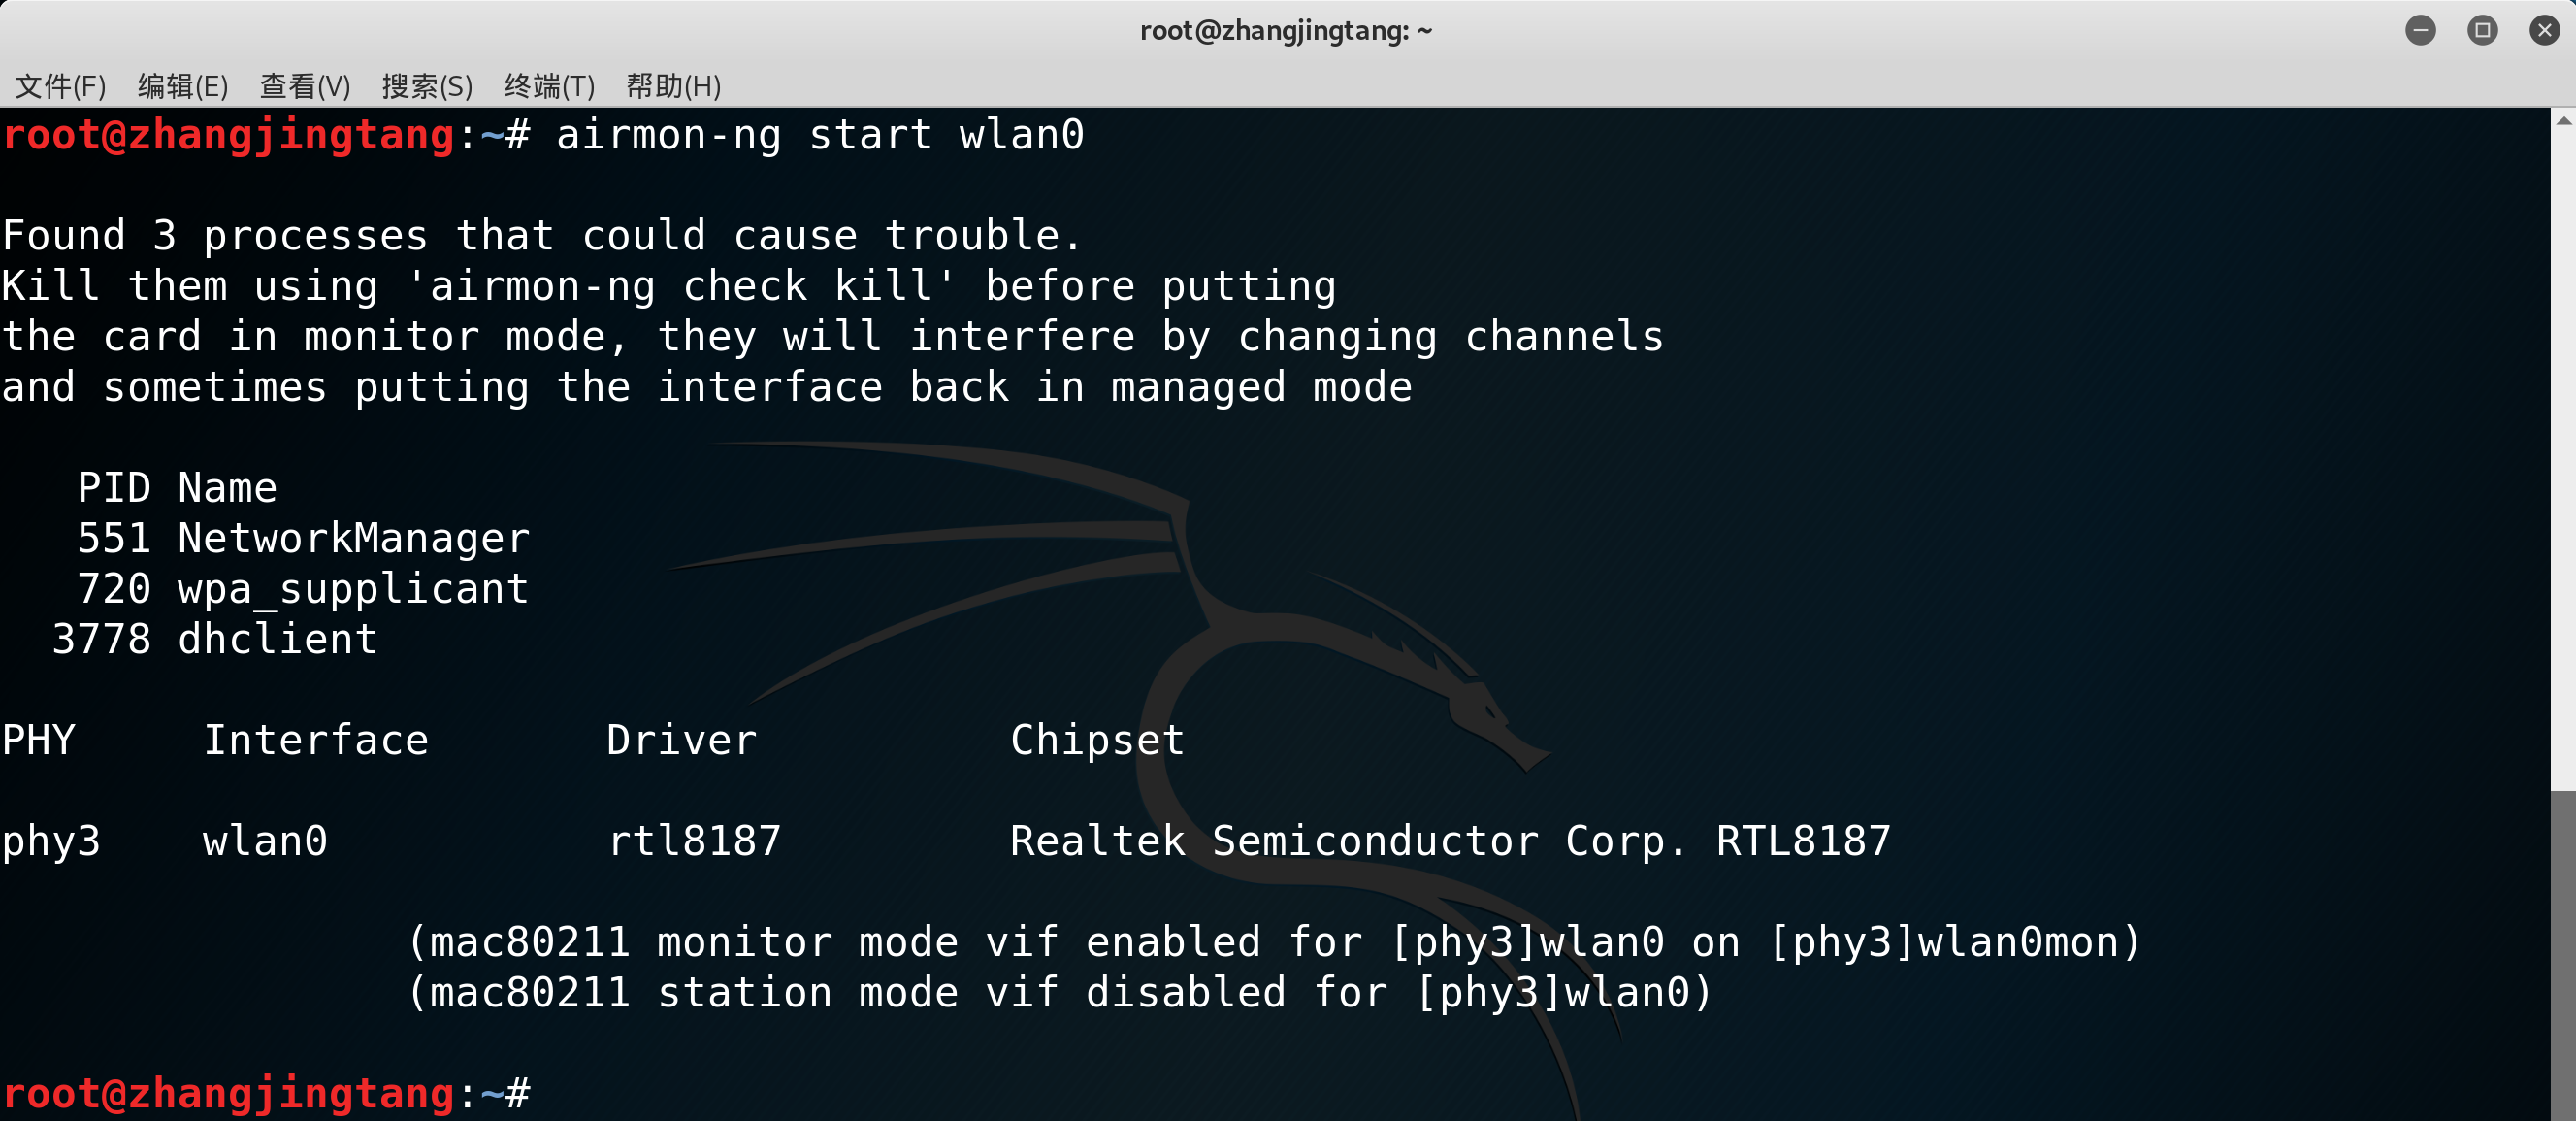 root@zhangjingtang: ~
文件(F) 编辑(E) 查看(V) 搜索(S) 终端(T) 帮助(H)
root@zhangjingtang:~# airmon-ng start wlan0
Found 3 processes that could cause trouble.
Kill them using 'airmon-ng check kill' before putting
the card in monitor mode, they will interfere by changing channels
and sometimes putting the interface back in managed mode
PID Name
551 NetworkManager
720 wpa_supplicant
3778 dhclient
PHY Interface Driver Chipset
phy3 wlan0 rtl8187 Realtek Semiconductor Corp. RTL8187
(mac80211 monitor mode vif enabled for [phy3]wlan0 on [phy3]wlan0mon)
(mac80211 station mode vif disabled for [phy3]wlan0)
root@zhangjingtang:~#